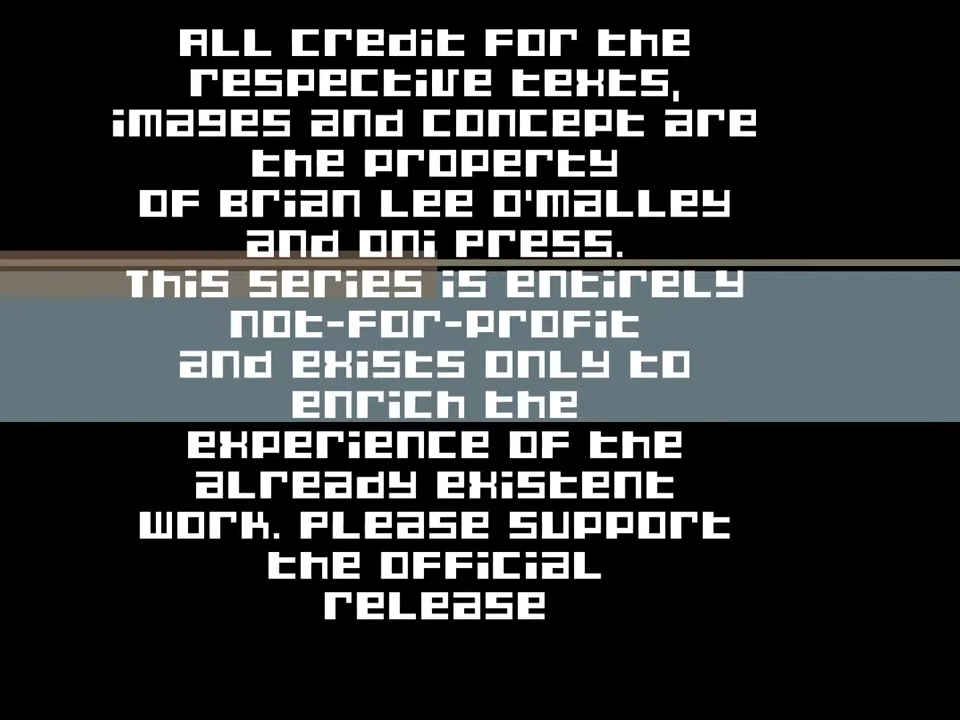 All credit for the
respective texts,
images and concept are
the property
of Brian Lee O'Malley
and Oni Press.
This series is entirely
not-for-profit
and exists only to
enrich the
experience of the
already existent
work. Please support
the official
release